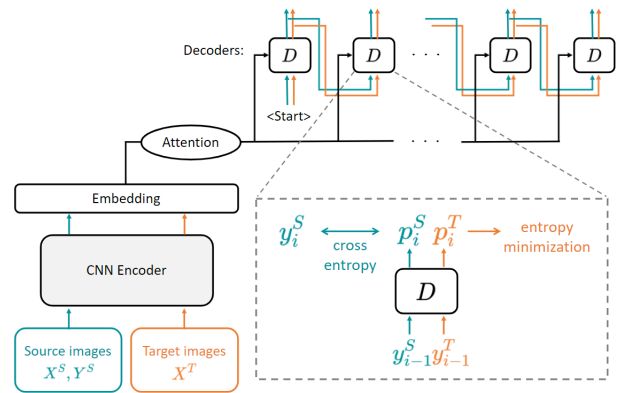 Decoders:
D
D
· · ·
D
D
<Start>
Attention
· · ·
Embedding
CNN Encoder
Source images
X^S, Y^S
Target images
X^T
y_i^S
cross
entropy
p_i^S p_i^T
entropy
minimization
D
y_{i-1}^S y_{i-1}^T